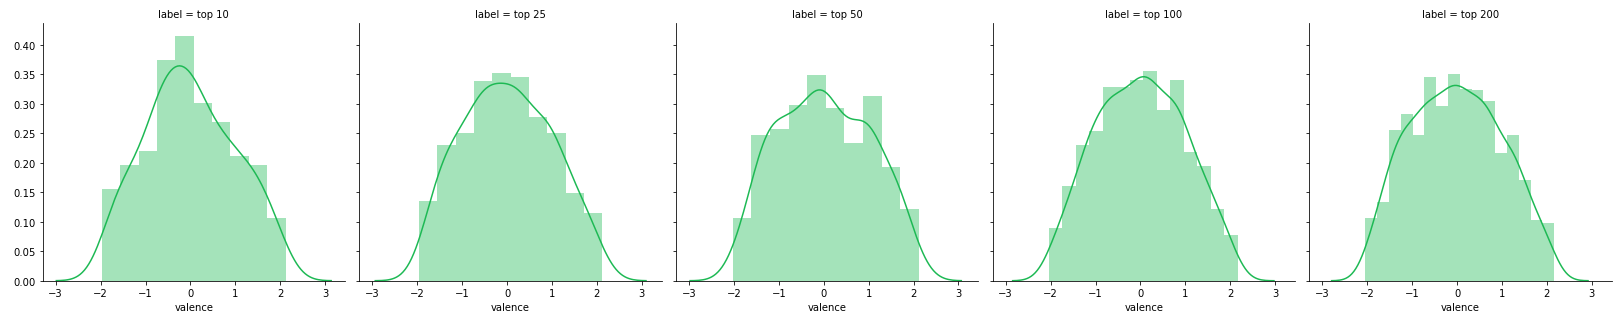 label = top 10
label = top 25
label = top 50
label = top 100
label = top 200
0.40
0.35
0.30
0.25
0.20
0.15
0.10
0.05
0.00
−3 −2 −1 0 1 2 3
−3 −2 −1 0 1 2 3
−3 −2 −1 0 1 2 3
−3 −2 −1 0 1 2 3
−3 −2 −1 0 1 2 3
valence
valence
valence
valence
valence